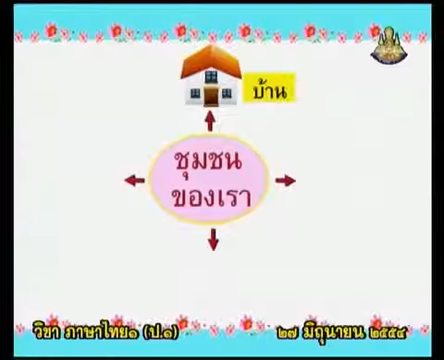 บ้าน
ชุมชน
ของเรา
วิชา ภาษาไทย๑ (ป.๑)
๒๗ มิถุนายน ๒๕๕๔